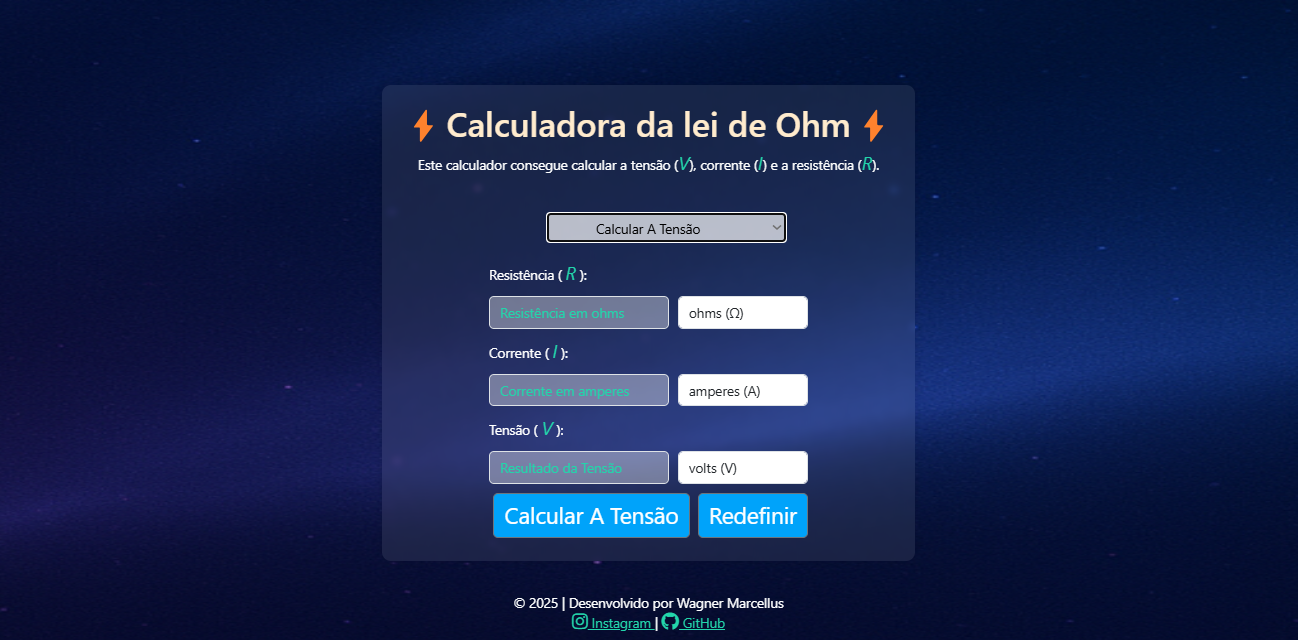 Calculadora da lei de Ohm
Este calculador consegue calcular a tensão (V), corrente (I) e a resistência (R).
Calcular A Tensão
Resistência ( R ):
Resistência em ohms ohms (Ω)
Corrente ( I ):
Corrente em amperes amperes (A)
Tensão ( V ):
Resultado da Tensão volts (V)
Calcular A Tensão Redefinir
© 2025 | Desenvolvido por Wagner Marcellus
Instagram | GitHub